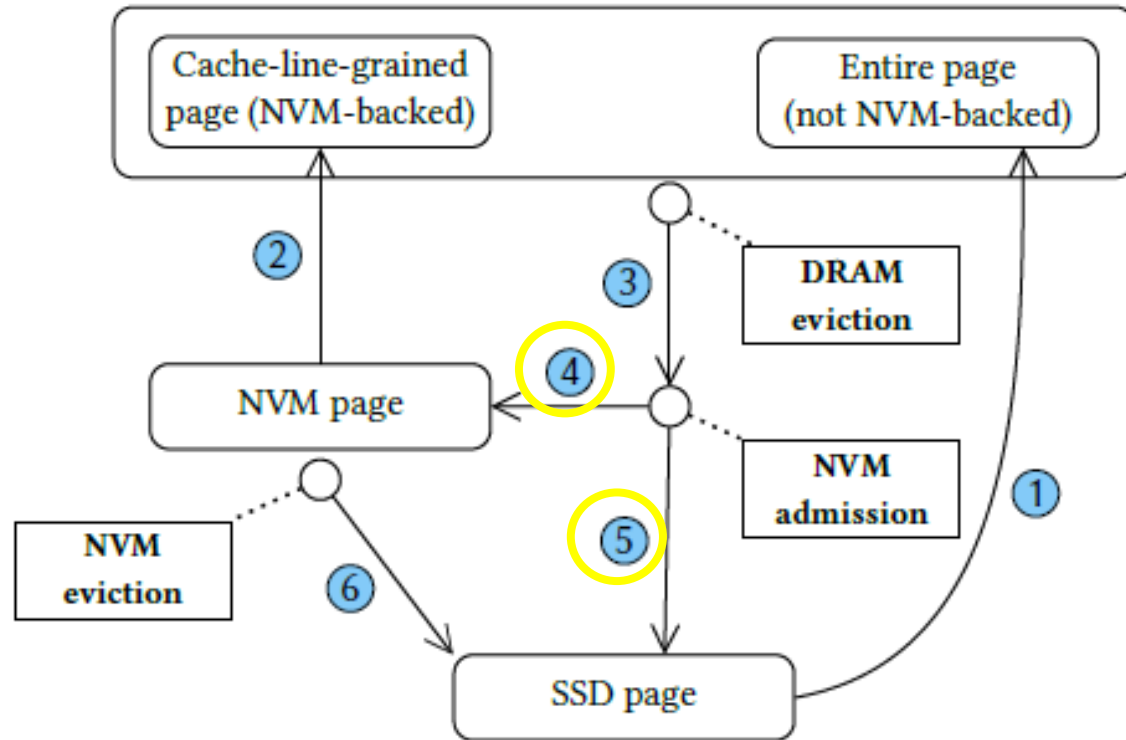 Cache-line-grained
page (NVM-backed)
Entire page
(not NVM-backed)
2
3
DRAM
eviction
4
NVM page
NVM
admission
1
5
NVM
eviction
6
SSD page